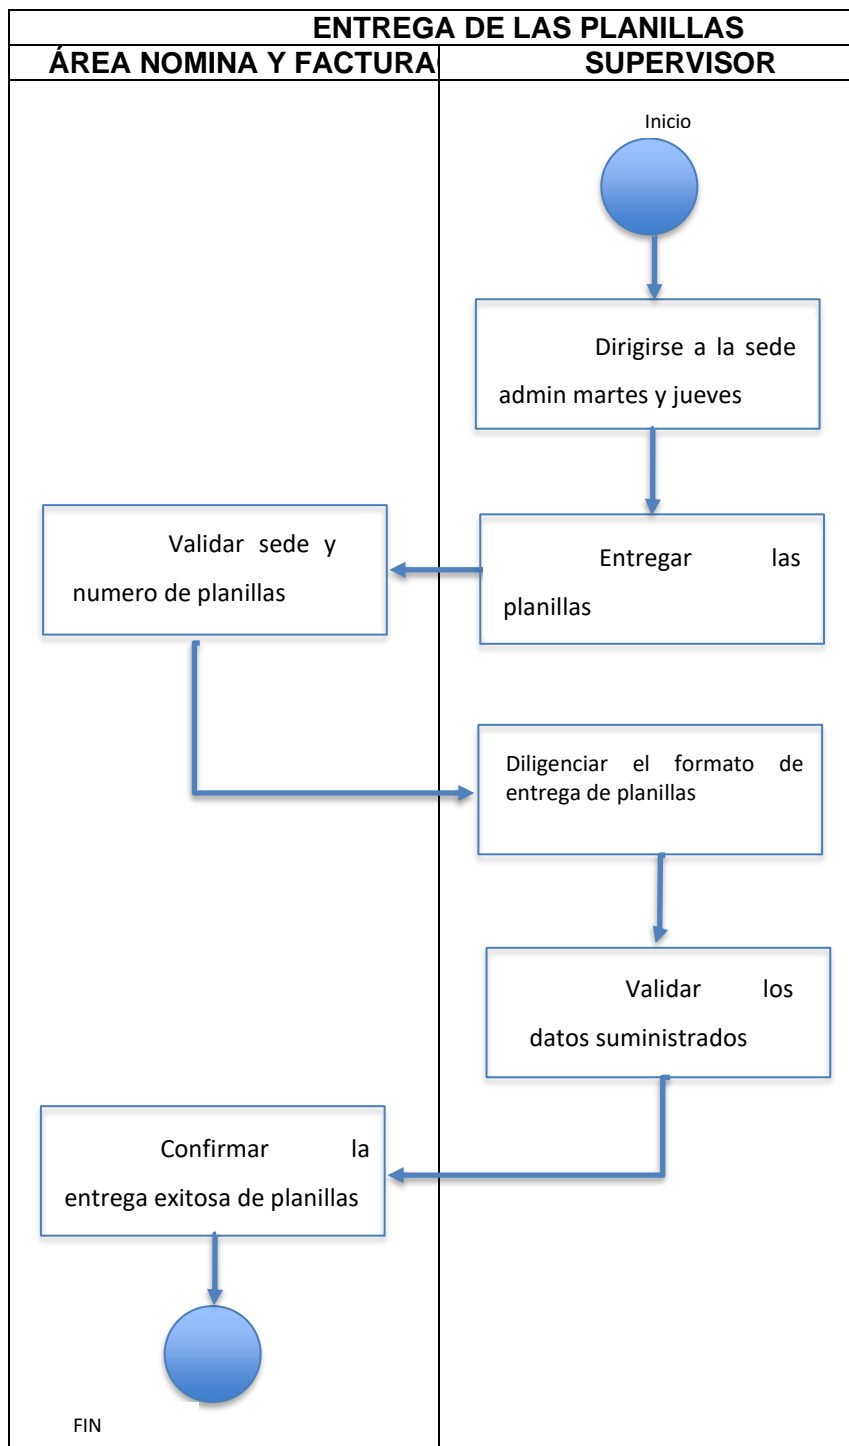 ENTREGA DE LAS PLANILLAS
ÁREA NOMINA Y FACTURA
SUPERVISOR
Inicio
Dirigirse a la sede
admin martes y jueves
Entregar las
planillas
Validar sede y
numero de planillas
Diligenciar el formato de
entrega de planillas
Validar los
datos suministrados
Confirmar la
entrega exitosa de planillas
FIN